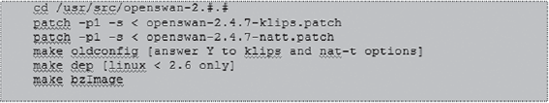 cd /usr/src/openswan-2.#.#
patch -p1 -s < openswan-2.4.7-klips.patch
patch -p1 -s < openswan-2.4.7-natt.patch
make oldconfig [answer Y to klips and nat-t options]
make dep [linux < 2.6 only]
make bzImage